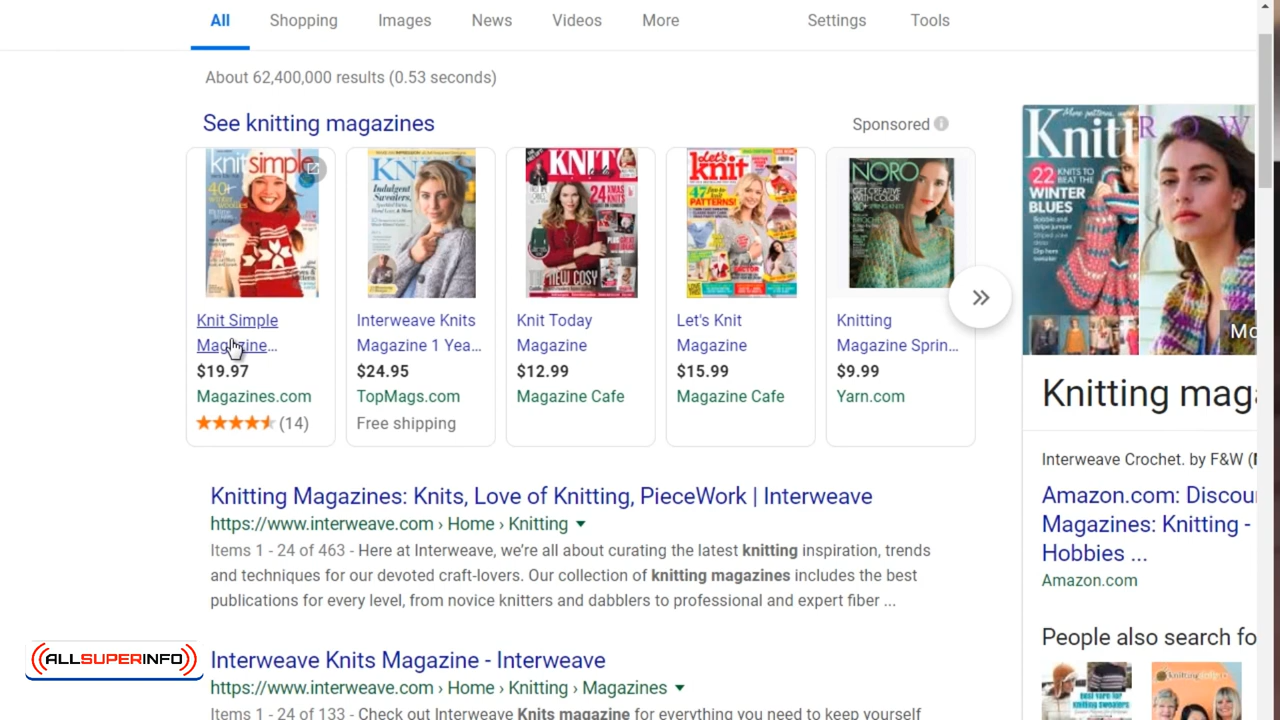 All Shopping Images News Videos More Settings Tools
About 62,400,000 results (0.53 seconds)
See knitting magazines
Sponsored
knit simple
40+
KNITS
Indulgent
Sweaters,
KNIT
24 XMAS
NEW COSY
Let's
knit
PATTERNS!
NORO
GET CREATIVE
WITH COLOR
Knit Simple
Magazine...
$19.97
Magazines.com
(14)
Interweave Knits
Magazine 1 Yea...
$24.95
TopMags.com
Free shipping
Knit Today
Magazine
$12.99
Magazine Cafe
Let's Knit
Magazine
$15.99
Magazine Cafe
Knitting
Magazine Sprin...
$9.99
Yarn.com
Knitting Magazines: Knits, Love of Knitting, PieceWork | Interweave
https://www.interweave.com › Home › Knitting
Items 1 - 24 of 463 - Here at Interweave, we're all about curating the latest knitting inspiration, trends
and techniques for our devoted craft-lovers. Our collection of knitting magazines includes the best
publications for every level, from novice knitters and dabblers to professional and expert fiber ...
Interweave Knits Magazine - Interweave
https://www.interweave.com › Home › Knitting › Magazines
Items 1 - 24 of 133 - Check out Interweave Knits magazine for everything you need to keep yourself
Knitt
22 KNITS TO
BEAT THE
WINTER
BLUES
ROW
Mo
Knitting maga
Interweave Crochet. by F&W (
Amazon.com: Discou
Magazines: Knitting -
Hobbies ...
Amazon.com
People also search fo
ALLSUPERINFO